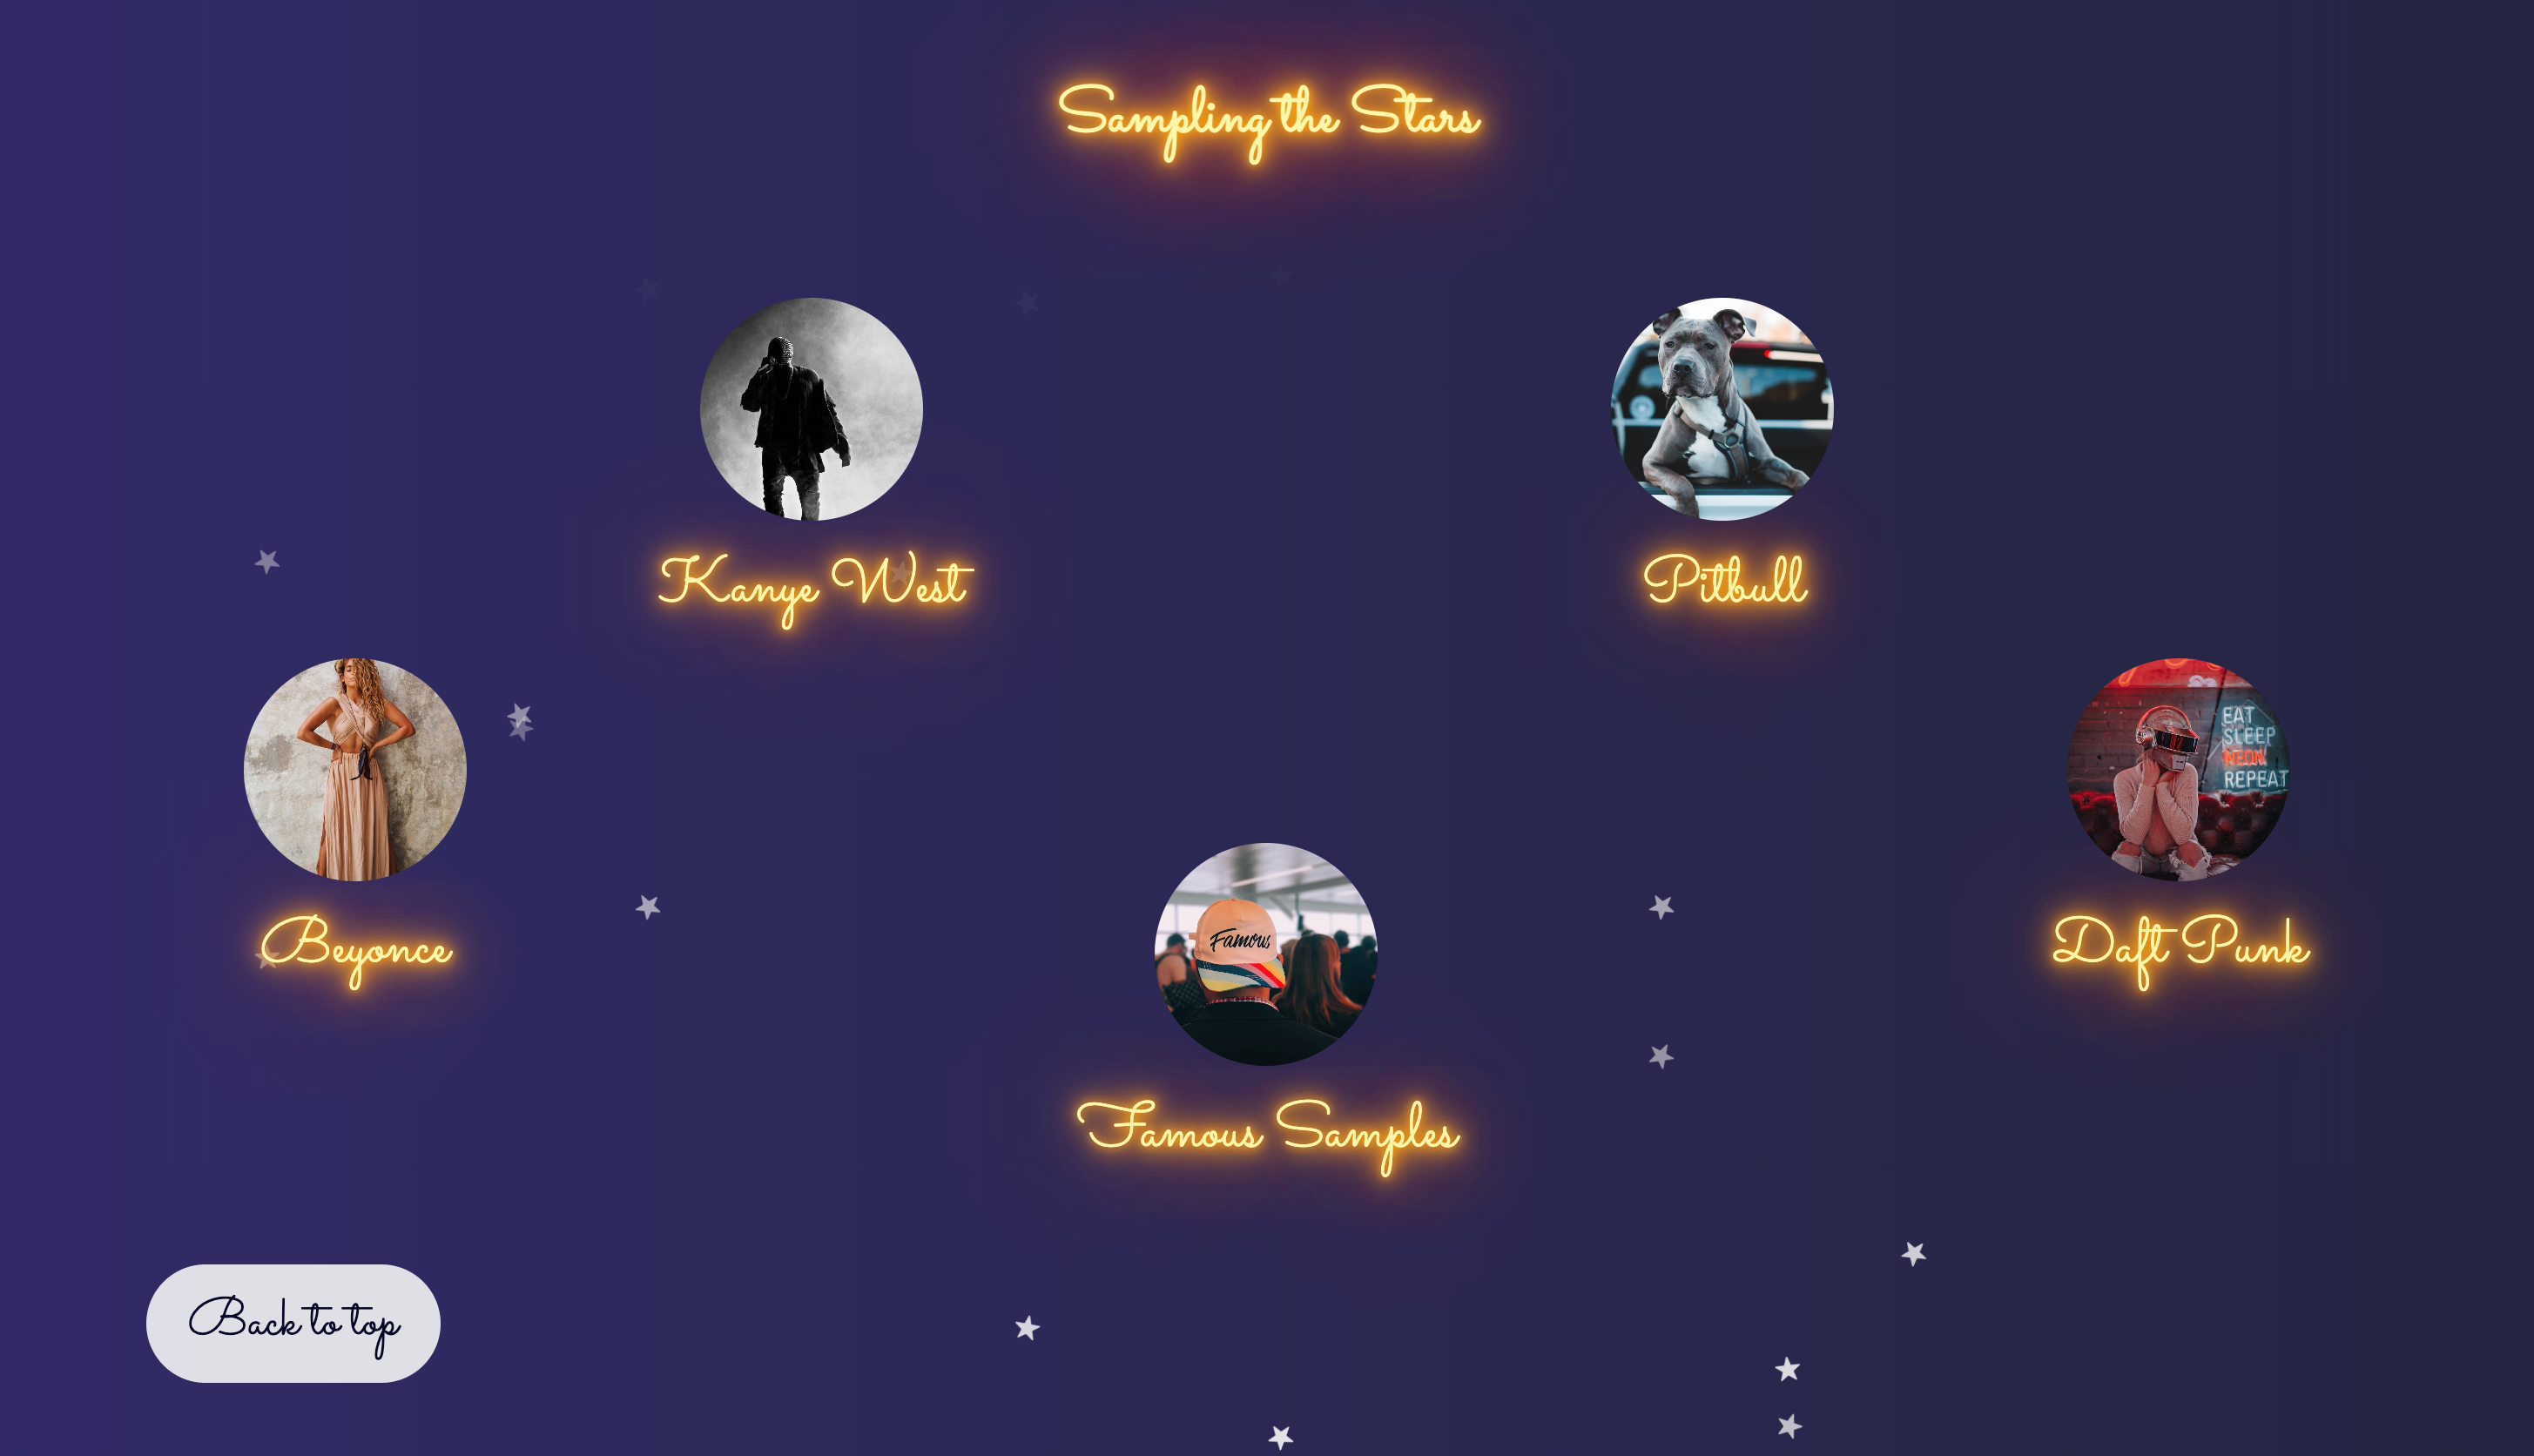 Sampling the Stars
Kanye West
Pitbull
EAT
SLEEP
NEON
REPEAT
Beyonce
Daft Punk
Famous
Famous Samples
Back to top